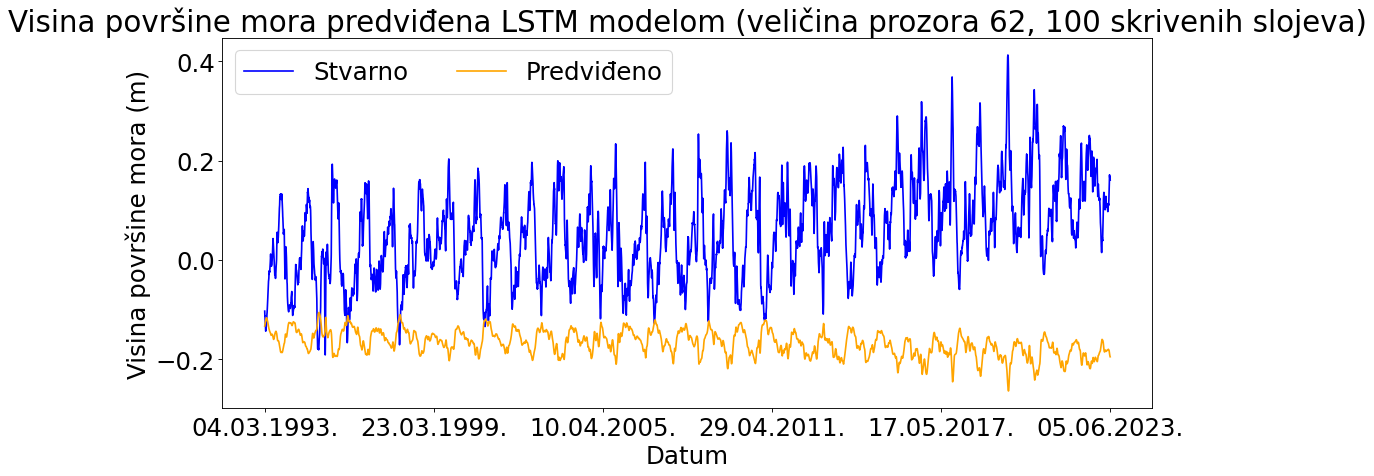 Visina površine mora predviđena LSTM modelom (veličina prozora 62, 100 skrivenih slojeva)
Stvarno Predviđeno
Visina površine mora (m)
0.4
0.2
0.0
−0.2
04.03.1993. 23.03.1999. 10.04.2005. 29.04.2011. 17.05.2017. 05.06.2023.
Datum